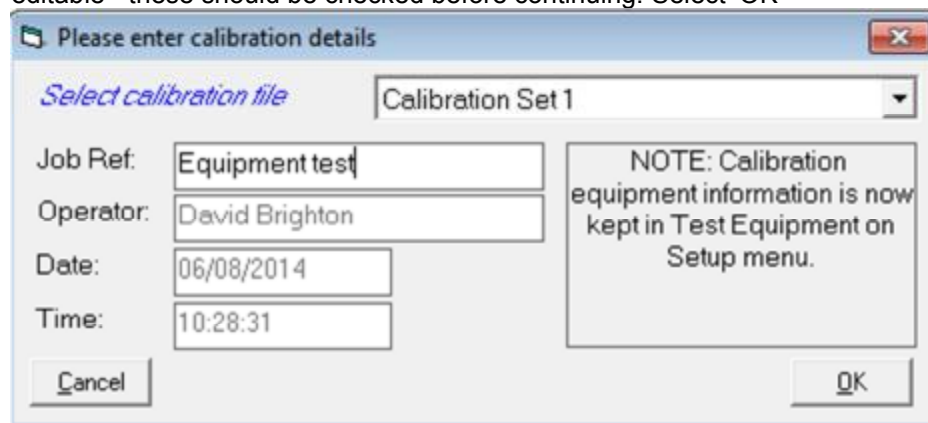 editable - these should be checked before continuing. Select 'OK'
Please enter calibration details
Select calibration file
Calibration Set 1
Job Ref:
Equipment test
Operator:
David Brighton
Date:
06/08/2014
Time:
10:28:31
NOTE: Calibration
equipment information is now
kept in Test Equipment on
Setup menu.
Cancel
OK